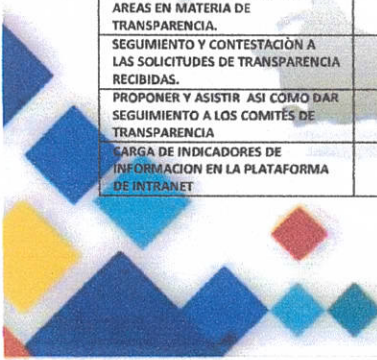 AREAS EN MATERIA DE
TRANSPARENCIA.
SEGUMIENTO Y CONTESTACIÒN A
LAS SOLICITUDES DE TRANSPARENCIA
RECIBIDAS.
PROPONER Y ASISTIR ASI COMO DAR
SEGUIMIENTO A LOS COMITÉS DE
TRANSPARENCIA
CARGA DE INDICADORES DE
INFORMACION EN LA PLATAFORMA
DE INTRANET